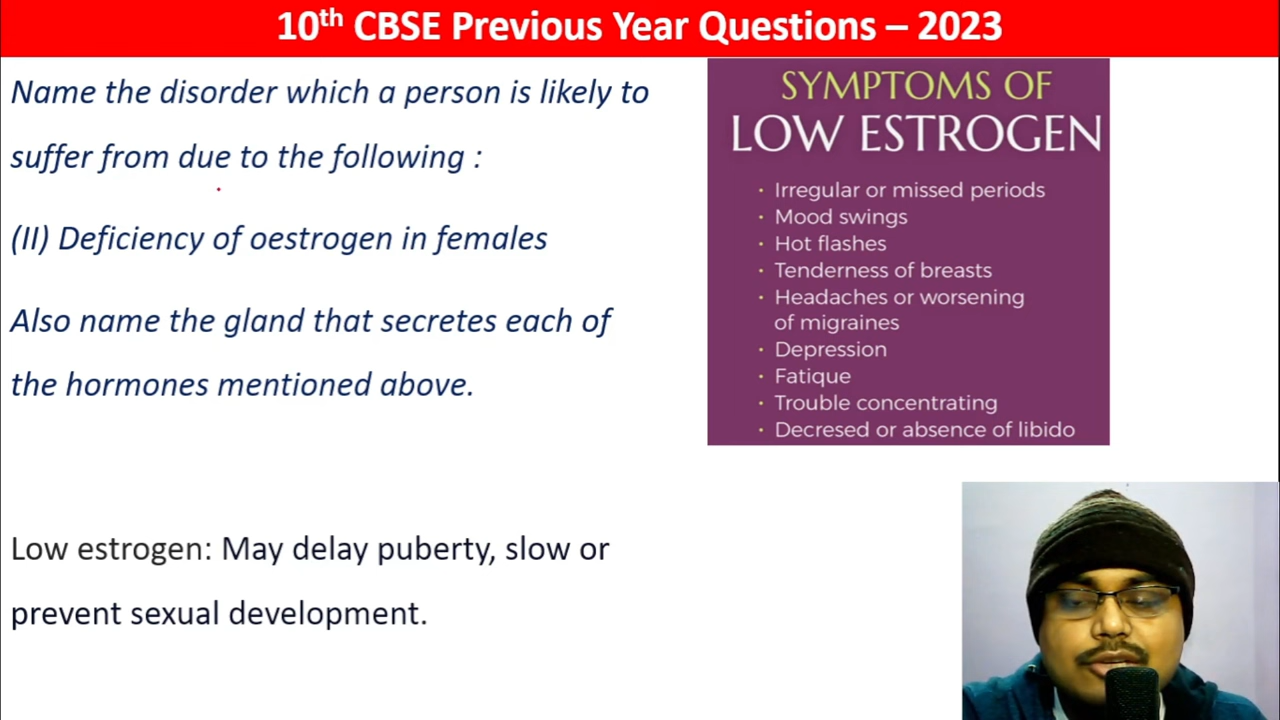 10th CBSE Previous Year Questions – 2023
Name the disorder which a person is likely to
suffer from due to the following :
(II) Deficiency of oestrogen in females
Also name the gland that secretes each of
the hormones mentioned above.
Low estrogen: May delay puberty, slow or
prevent sexual development.
SYMPTOMS OF
LOW ESTROGEN
· Irregular or missed periods
· Mood swings
· Hot flashes
· Tenderness of breasts
· Headaches or worsening
of migraines
· Depression
· Fatique
· Trouble concentrating
· Decresed or absence of libido